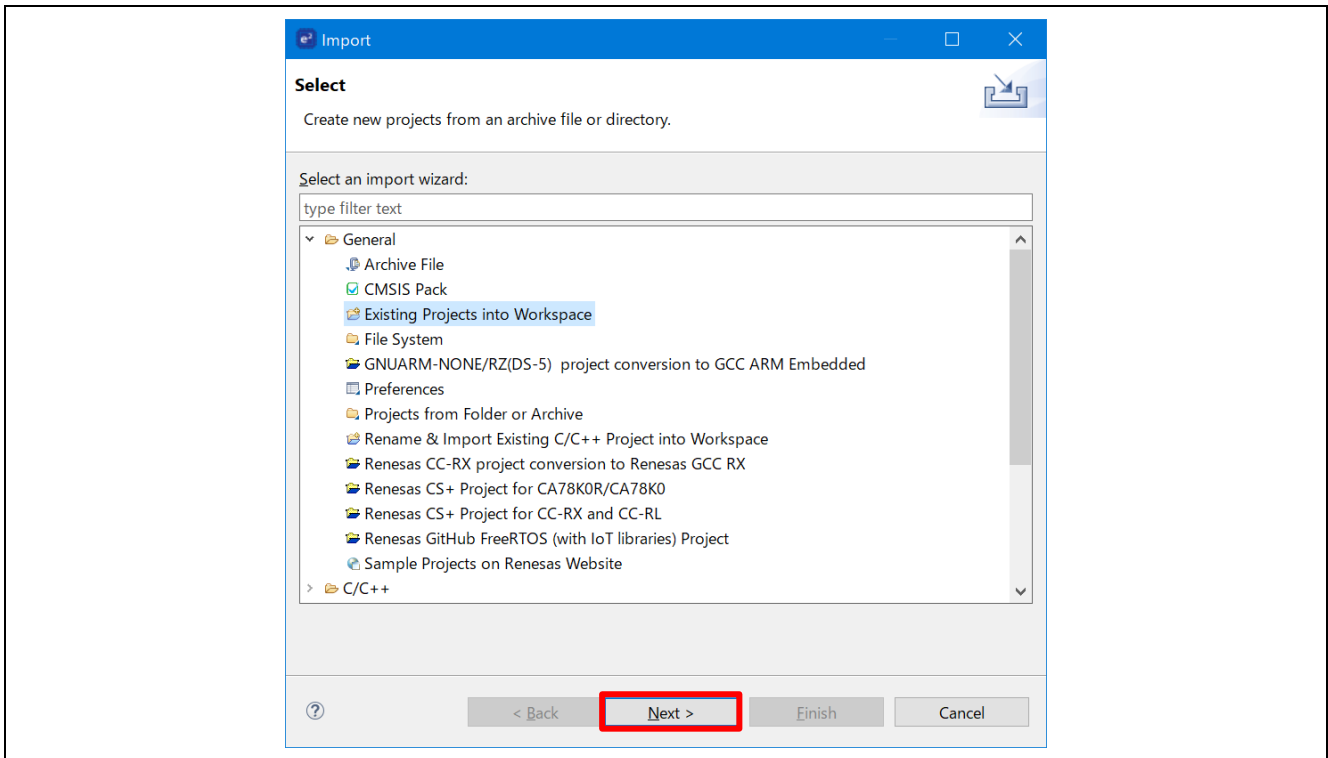 e² Import
Select
Create new projects from an archive file or directory.
Select an import wizard:
type filter text
General
Archive File
CMSIS Pack
Existing Projects into Workspace
File System
GNUARM-NONE/RZ(DS-5)  project conversion to GCC ARM Embedded
Preferences
Projects from Folder or Archive
Rename & Import Existing C/C++ Project into Workspace
Renesas CC-RX project conversion to Renesas GCC RX
Renesas CS+ Project for CA78K0R/CA78K0
Renesas CS+ Project for CC-RX and CC-RL
Renesas GitHub FreeRTOS (with IoT libraries) Project
Sample Projects on Renesas Website
C/C++
? < Back Next > Finish Cancel